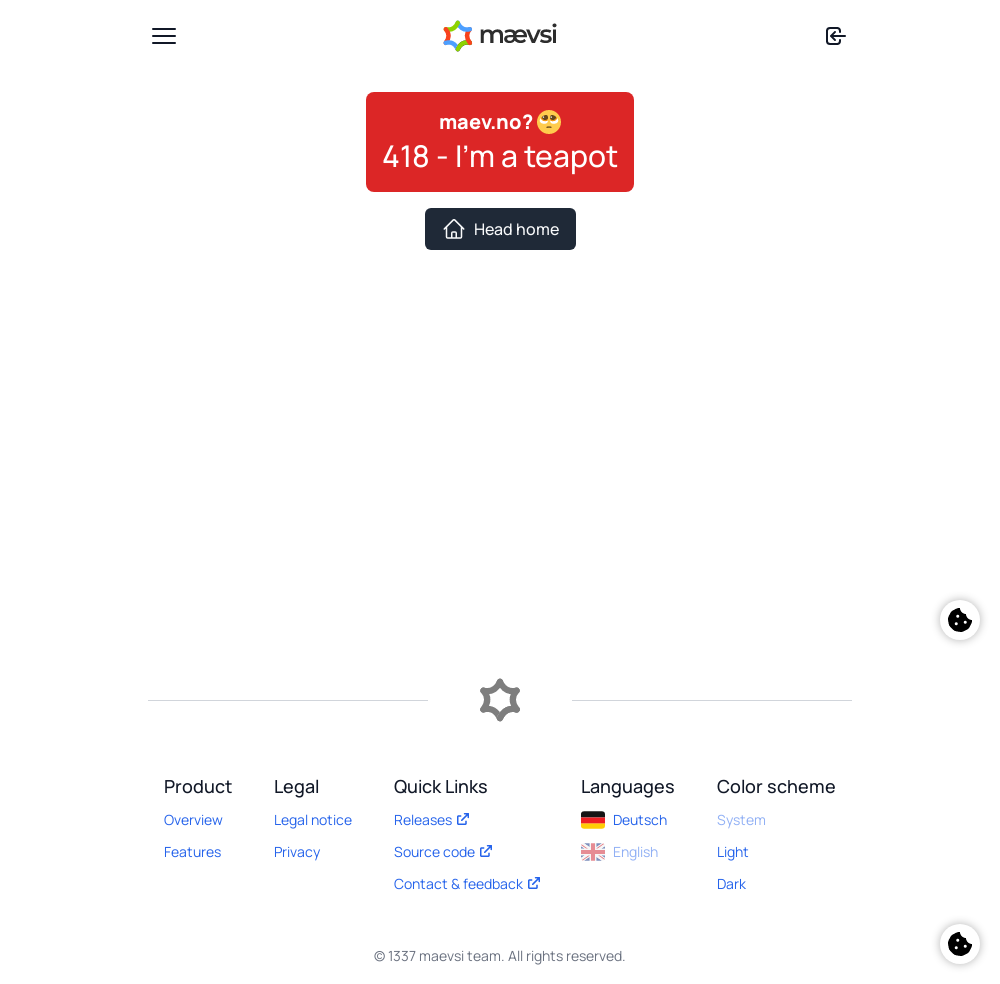 mævsi
maev.no? 🥺
418 - I'm a teapot
Head home
Product
Overview
Features
Legal
Legal notice
Privacy
Quick Links
Releases
Source code
Contact & feedback
Languages
Deutsch
English
Color scheme
System
Light
Dark
© 1337 maevsi team. All rights reserved.